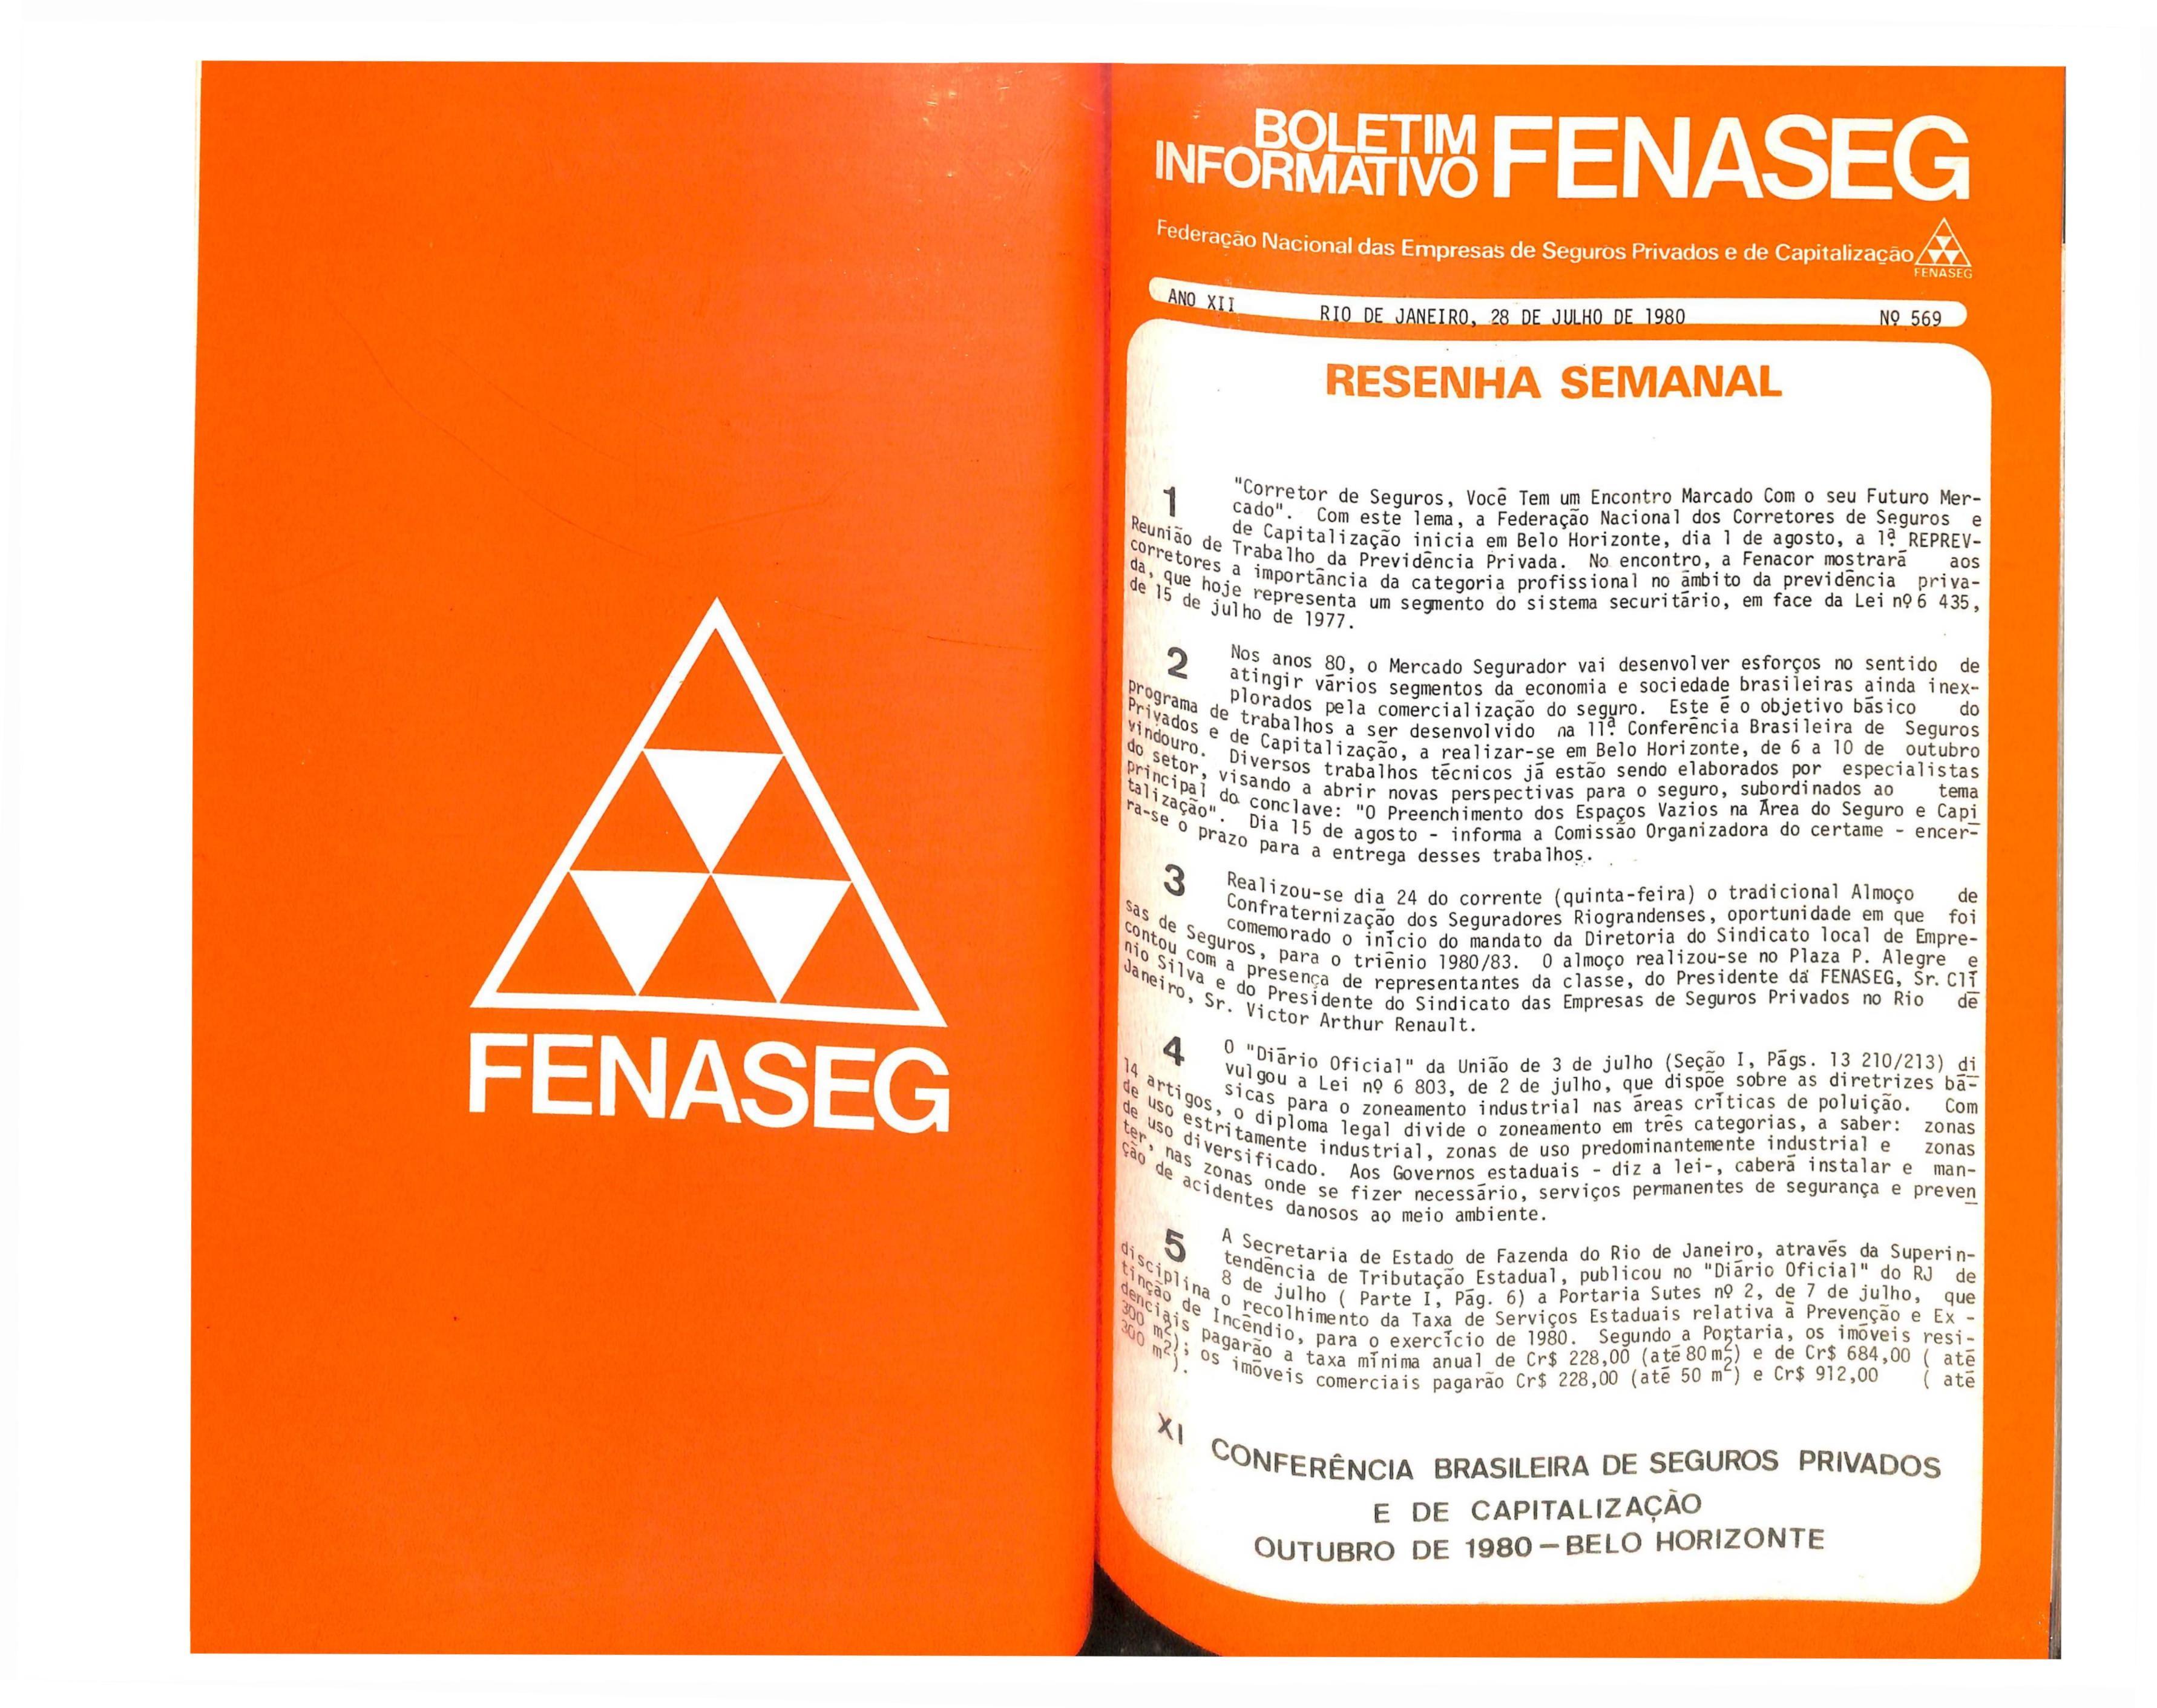 FENASEG
BOLETIM
INFORMATIVO FENASEG
Federação Nacional das Empresas de Seguros Privados e de Capitalização
FENASEG
ANO XII RIO DE JANEIRO, 28 DE JULHO DE 1980 Nº 569
RESENHA SEMANAL
1 "Corretor de Seguros, Você Tem um Encontro Marcado Com o seu Futuro Mer-
cado". Com este lema, a Federação Nacional dos Corretores de Seguros e
de Capitalização inicia em Belo Horizonte, dia 1 de agosto, a 1ª REPREV-
Reunião de Trabalho da Previdência Privada. No encontro, a Fenacor mostrará aos
corretores a importância da categoria profissional no âmbito da previdência priva-
da, que hoje representa um segmento do sistema securitário, em face da Lei nº 6 435,
de 15 de julho de 1977.
2 Nos anos 80, o Mercado Segurador vai desenvolver esforços no sentido de
atingir vários segmentos da economia e sociedade brasileiras ainda inex-
plorados pela comercialização do seguro. Este é o objetivo básico do
programa de trabalhos a ser desenvolvido na 11ª Conferência Brasileira de Seguros
Privados e de Capitalização, a realizar-se em Belo Horizonte, de 6 a 10 de outubro
vindouro. Diversos trabalhos técnicos já estão sendo elaborados por especialistas
do setor, visando a abrir novas perspectivas para o seguro, subordinados ao tema
principal do conclave: "O Preenchimento dos Espaços Vazios na Área do Seguro e Capi
talização". Dia 15 de agosto - informa a Comissão Organizadora do certame - encer-
ra-se o prazo para a entrega desses trabalhos.
3 Realizou-se dia 24 do corrente (quinta-feira) o tradicional Almoço de
Confraternização dos Seguradores Riograndenses, oportunidade em que foi
comemorado o início do mandato da Diretoria do Sindicato local de Empre-
sas de Seguros, para o triênio 1980/83. O almoço realizou-se no Plaza P. Alegre e
contou com a presença de representantes da classe, do Presidente da FENASEG, Sr. Clí
nio Silva e do Presidente do Sindicato das Empresas de Seguros Privados no Rio de
Janeiro, Sr. Victor Arthur Renault.
4 O "Diário Oficial" da União de 3 de julho (Seção I, Págs. 13 210/213) di
vulgou a Lei nº 6 803, de 2 de julho, que dispõe sobre as diretrizes bá-
sicas para o zoneamento industrial nas áreas críticas de poluição. Com
14 artigos, o diploma legal divide o zoneamento em três categorias, a saber: zonas
de uso estritamente industrial, zonas de uso predominantemente industrial e zonas
de uso diversificado. Aos Governos estaduais - diz a lei-, caberá instalar e man-
ter, nas zonas onde se fizer necessário, serviços permanentes de segurança e preven
ção de acidentes danosos ao meio ambiente.
5 A Secretaria de Estado de Fazenda do Rio de Janeiro, através da Superin-
tendência de Tributação Estadual, publicou no "Diário Oficial" do RJ de
8 de julho ( Parte I, Pág. 6) a Portaria Sutes nº 2, de 7 de julho, que
disciplina o recolhimento da Taxa de Serviços Estaduais relativa à Prevenção e Ex -
tinção de Incêndio, para o exercício de 1980. Segundo a Portaria, os imóveis resi-
denciais pagarão a taxa mínima anual de Cr$ 228,00 (até 80 m²) e de Cr$ 684,00 ( até
300 m²); os imóveis comerciais pagarão Cr$ 228,00 (até 50 m²) e Cr$ 912,00 ( até
300 m²).
XI CONFERÊNCIA BRASILEIRA DE SEGUROS PRIVADOS
E DE CAPITALIZAÇÃO
OUTUBRO DE 1980 — BELO HORIZONTE